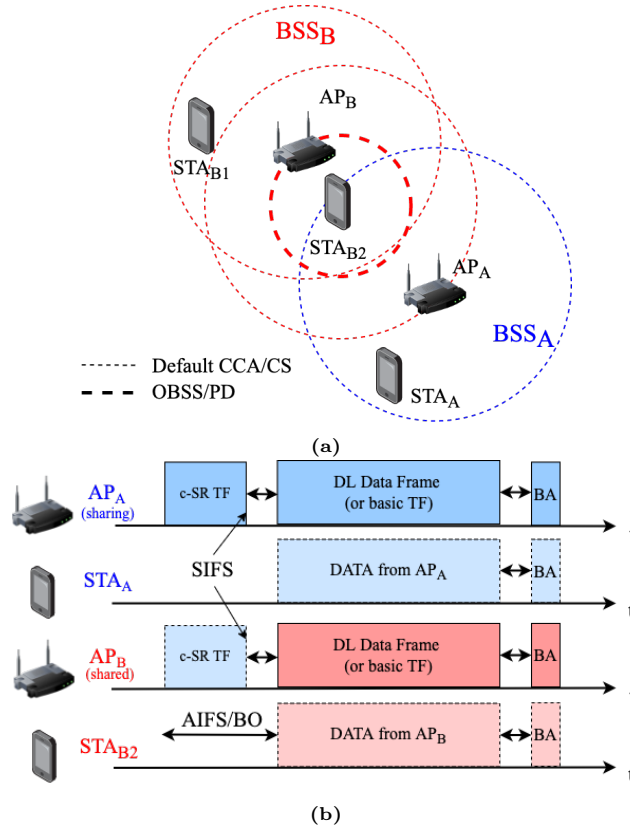 BSSB
APB
STAB1
STAB2
APA
BSSA
Default CCA/CS
OBSS/PD
STAA
(a)
APA
(sharing)
c-SR TF
DL Data Frame
(or basic TF)
BA
STAA
SIFS
DATA from APA
BA
t
APB
(shared)
c-SR TF
DL Data Frame
(or basic TF)
BA
AIFS/BO
STAB2
DATA from APB
BA
t
(b)